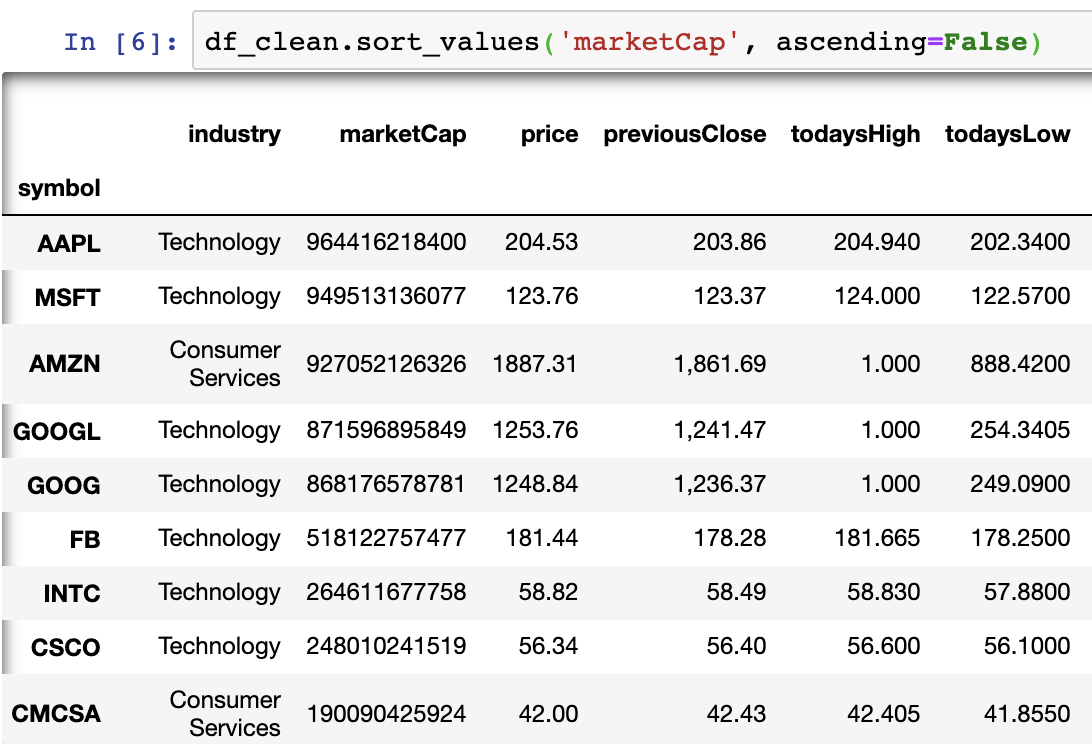 In [6]: df_clean.sort_values('marketCap', ascending=False)
industry marketCap price previousClose todaysHigh todaysLow
symbol
AAPL Technology 964416218400 204.53 203.86 204.940 202.3400
MSFT Technology 949513136077 123.76 123.37 124.000 122.5700
AMZN Consumer Services 927052126326 1887.31 1,861.69 1.000 888.4200
GOOGL Technology 871596895849 1253.76 1,241.47 1.000 254.3405
GOOG Technology 868176578781 1248.84 1,236.37 1.000 249.0900
FB Technology 518122757477 181.44 178.28 181.665 178.2500
INTC Technology 264611677758 58.82 58.49 58.830 57.8800
CSCO Technology 248010241519 56.34 56.40 56.600 56.1000
CMCSA Consumer Services 190090425924 42.00 42.43 42.405 41.8550